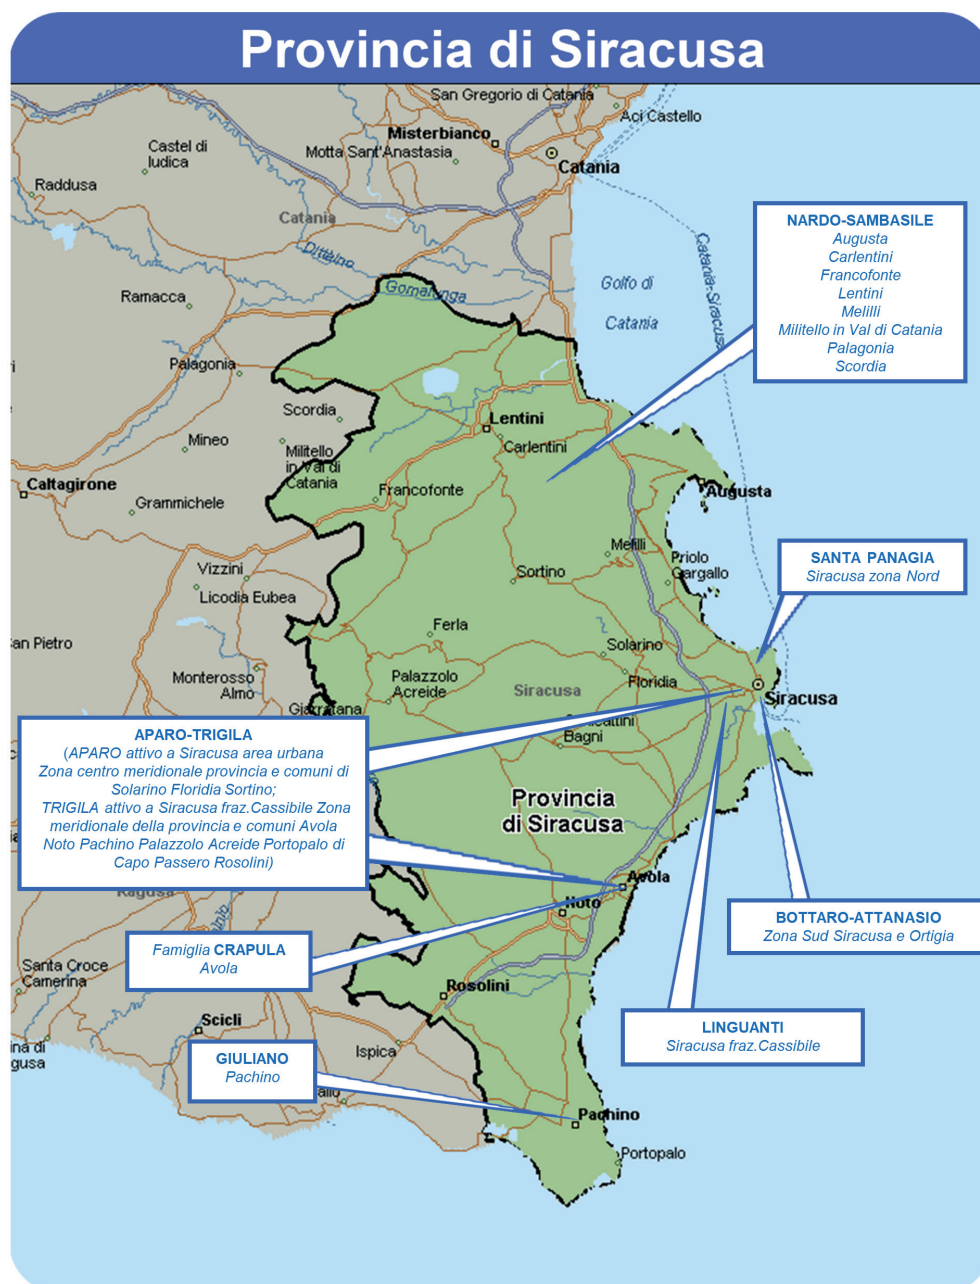 Provincia di Siracusa
San Gregorio di Catania
Aci Castello
Misterbianco
Motta Sant'Anastasia
Catania
Castel di
Iudica
Raddusa
Catania
Dittaino
Gornalunga
Golfo di
Catania
Catania-Siracusa
Ramacca
NARDO-SAMBASILE
Augusta
Carlentini
Francofonte
Lentini
Melilli
Militello in Val di Catania
Palagonia
Scordia
Palagonia
Scordia
Lentini
Carlentini
Mineo
Militello
in Val di
Catania
Caltagirone
Grammichele
Francofonte
Augusta
Melilli
Priolo
Gargallo
SANTA PANAGIA
Siracusa zona Nord
Vizzini
Licodia Eubea
Sortino
Ferla
San Pietro
Monterosso
Almo
Solarino
Floridia
Palazzolo
Acreide
Siracusa
Siracusa
Giarratana
Bagni
APARO-TRIGILA
(APARO attivo a Siracusa area urbana
Zona centro meridionale provincia e comuni di
Solarino Floridia Sortino;
TRIGILA attivo a Siracusa fraz.Cassibile Zona
meridionale della provincia e comuni Avola
Noto Pachino Palazzolo Acreide Portopalo di
Capo Passero Rosolini)
Provincia
di Siracusa
Ragusa
Avola
Noto
BOTTARO-ATTANASIO
Zona Sud Siracusa e Ortigia
Famiglia CRAPULA
Avola
Santa Croce
Camerina
Rosolini
Scicli
LINGUANTI
Siracusa fraz.Cassibile
Ispica
GIULIANO
Pachino
Pachino
Portopalo